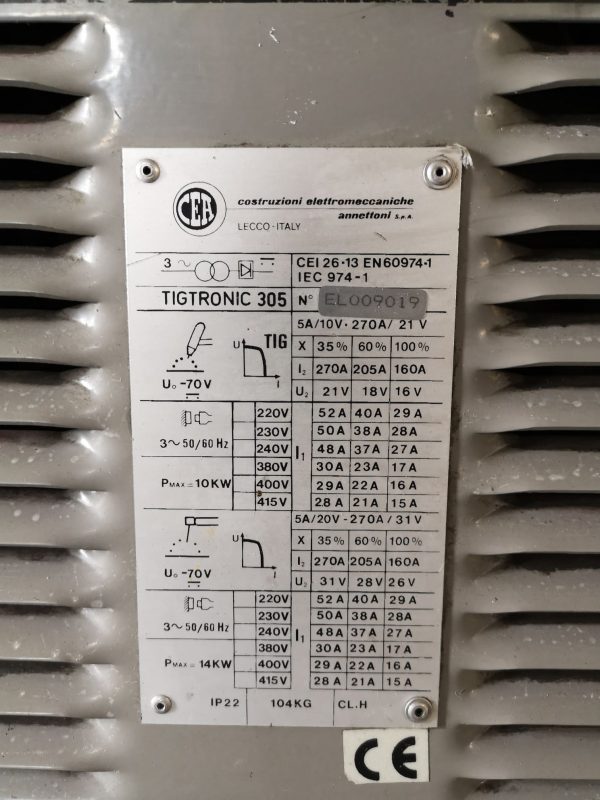 CEA
costruzioni elettromeccaniche
annettoni S.p.A.
LECCO-ITALY
3 ~
CEI 26-13 EN60974-1
IEC 974-1
TIGTRONIC 305
N° EL009019
TIG
U
I
U₀ -70V
5A/10V - 270A/ 21V
X 35% 60% 100%
I₂ 270A 205A 160A
U₂ 21V 18V 16V
3~50/60 Hz
PMAX = 10KW
I₁
220V 52A 40A 29A
230V 50A 38A 28A
240V 48A 37A 27A
380V 30A 23A 17A
400V 29A 22A 16A
415V 28A 21A 15A
U
I
U₀ -70V
5A/20V - 270A/31V
X 35% 60% 100%
I₂ 270A 205A 160A
U₂ 31V 28V 26V
3~50/60 Hz
PMAX = 14KW
I₁
220V 52A 40A 29A
230V 50A 38A 28A
240V 48A 37A 27A
380V 30A 23A 17A
400V 29A 22A 16A
415V 28A 21A 15A
IP22 104KG CL.H
CE